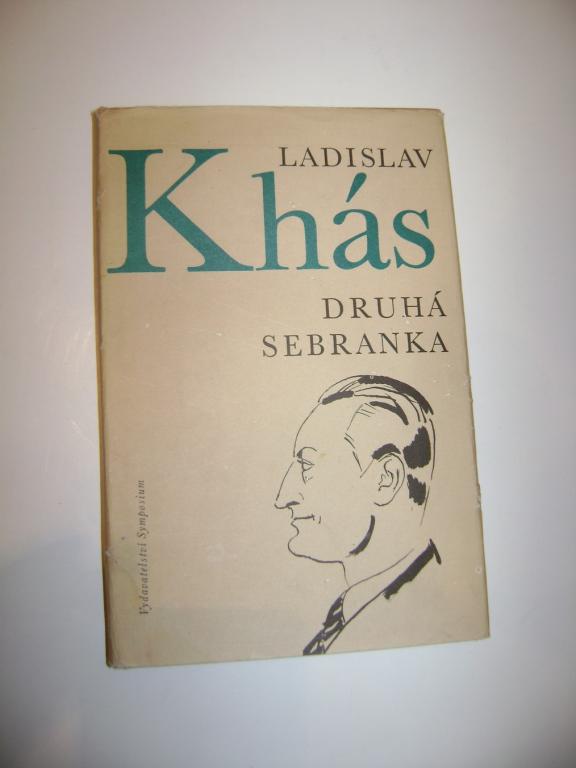 LADISLAV
Khás
DRUHÁ
SEBRANKA
Vydavatelství Symposium